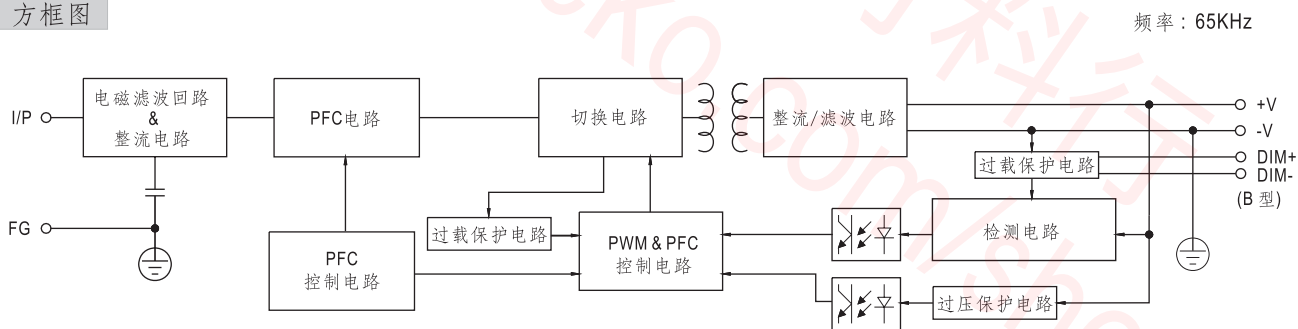 方框图
频率：65KHz
I/P
电磁滤波回路
&
整流电路
PFC电路
切换电路
整流/滤波电路
+V
-V
过载保护电路
DIM+
DIM-
(B 型)
FG
过载保护电路
PFC
控制电路
PWM & PFC
控制电路
检测电路
过压保护电路